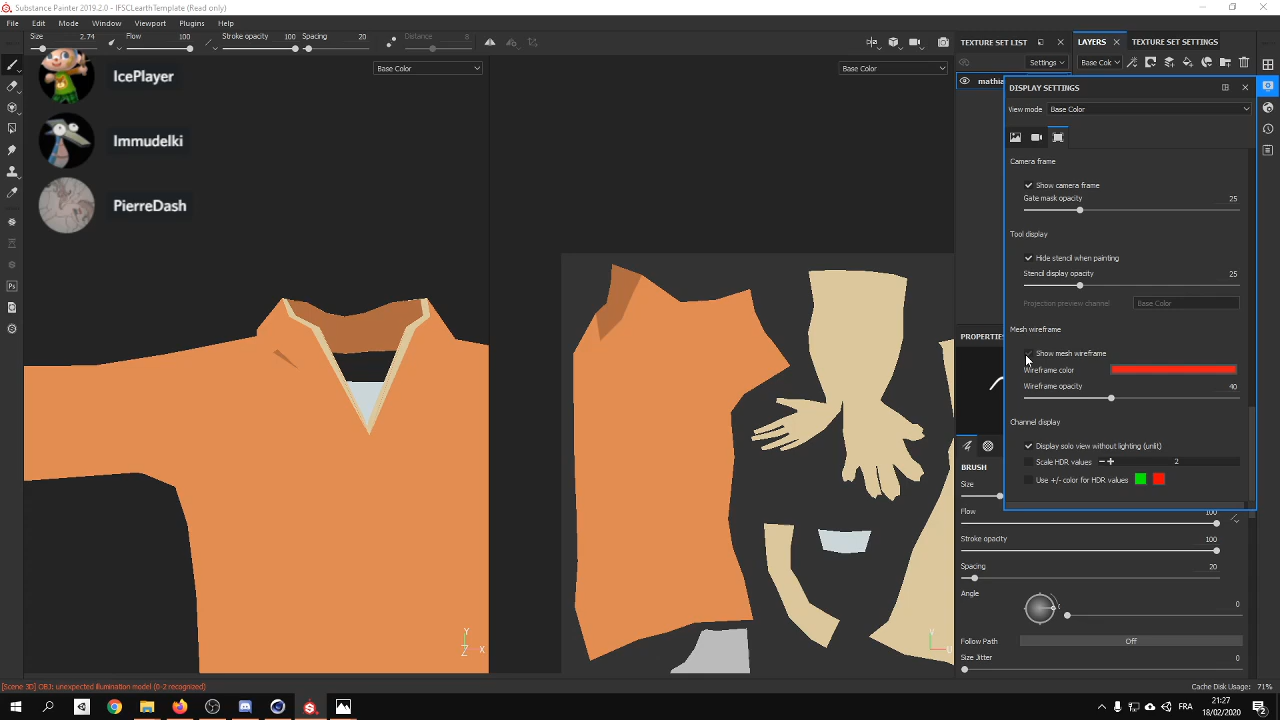 Substance Painter 2019.2.0 - IFSCLearthTemplate (Read only)
File Edit Mode Window Viewport Plugins Help
Size 2.74 Flow 100 Stroke opacity 100 Spacing 20 Distance 8
TEXTURE SET LIST
LAYERS
TEXTURE SET SETTINGS
Settings
Base Col
Base Color
Base Color
IcePlayer
Immudelki
PierreDash
mathia
DISPLAY SETTINGS
View mode Base Color
Camera frame
Show camera frame
Gate mask opacity 25
Tool display
Hide stencil when painting
Stencil display opacity 25
Projection preview channel Base Color
Mesh wireframe
Show mesh wireframe
Wireframe color
Wireframe opacity 40
Channel display
Display solo view without lighting (unlit)
Scale HDR values 2
Use +/- color for HDR values
PROPERTIES
BRUSH
Size
Flow 100
Stroke opacity 100
Spacing 20
Angle 0
Follow Path Off
Size Jitter 0
Y
Z X
V
U
[Scene 3D] OBJ: unexpected illumination model (0-2 recognized)
Cache Disk Usage: 71%
Ps
FRA
21:27
18/02/2020
2